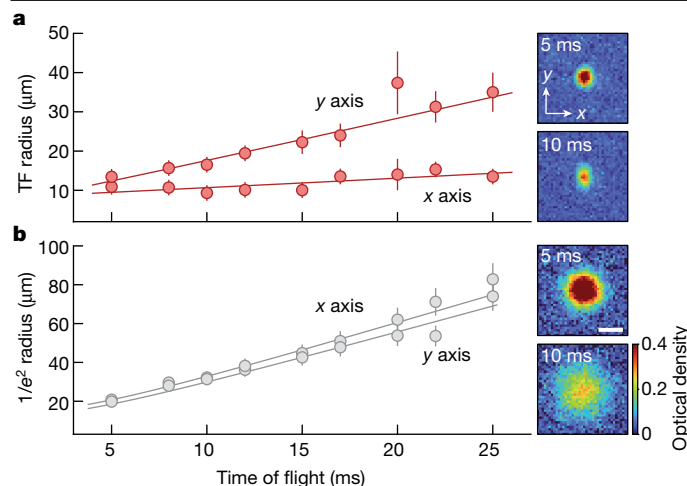 a
50
40
30
20
10
TF radius (μm)
y axis
x axis
5 ms
y
x
10 ms
b
100
80
60
40
20
1/e² radius (μm)
x axis
y axis
5 10 15 20 25
Time of flight (ms)
5 ms
10 ms
0.4
0.2
0
Optical density